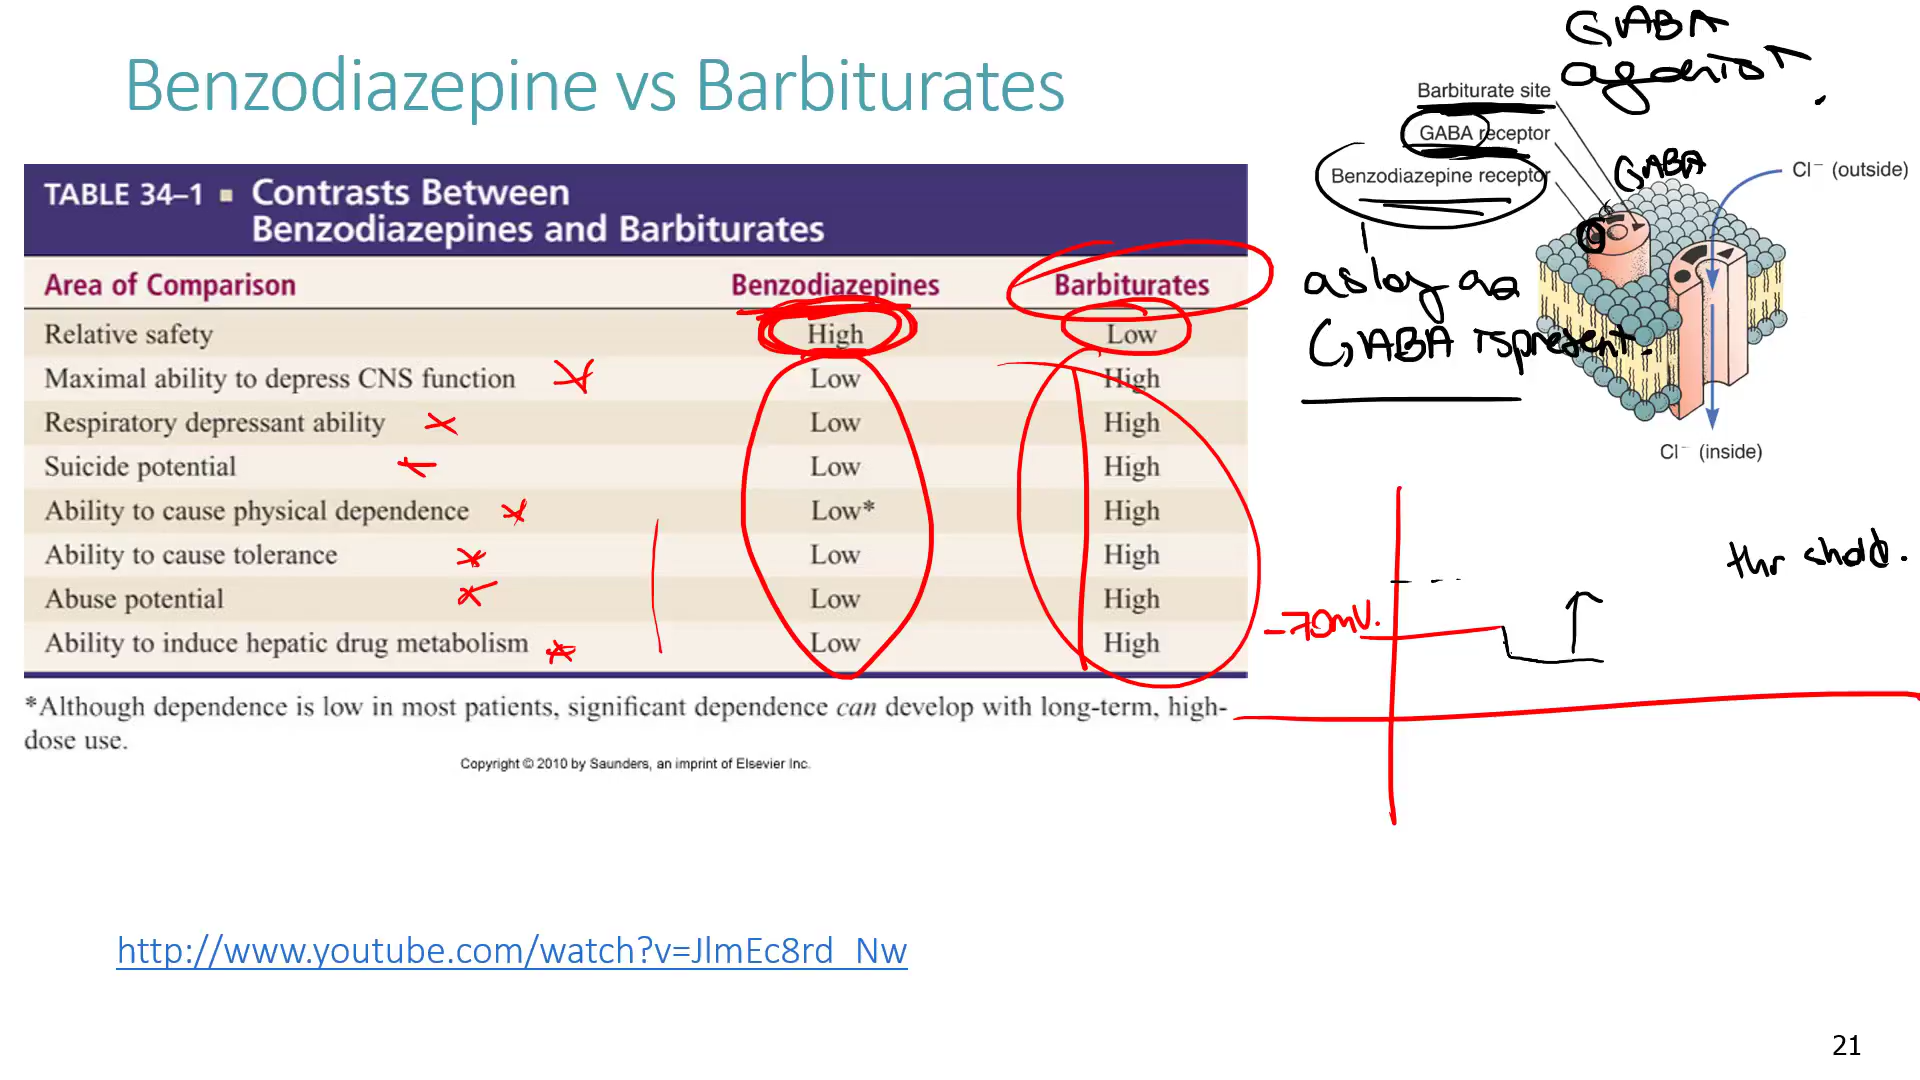 Benzodiazepine vs Barbiturates
TABLE 34–1 ■ Contrasts Between
Benzodiazepines and Barbiturates
Area of Comparison Benzodiazepines Barbiturates
Relative safety High Low
Maximal ability to depress CNS function Low High
Respiratory depressant ability Low High
Suicide potential Low High
Ability to cause physical dependence Low* High
Ability to cause tolerance Low High
Abuse potential Low High
Ability to induce hepatic drug metabolism Low High
*Although dependence is low in most patients, significant dependence can develop with long-term, high-
dose use.
Copyright © 2010 by Saunders, an imprint of Elsevier Inc.
http://www.youtube.com/watch?v=JlmEc8rd_Nw
GABA
Barbiturate site
GABA receptor
Benzodiazepine receptor
GABA
Cl⁻ (outside)
Cl⁻ (inside)
GABA is present.
-70mV.
21